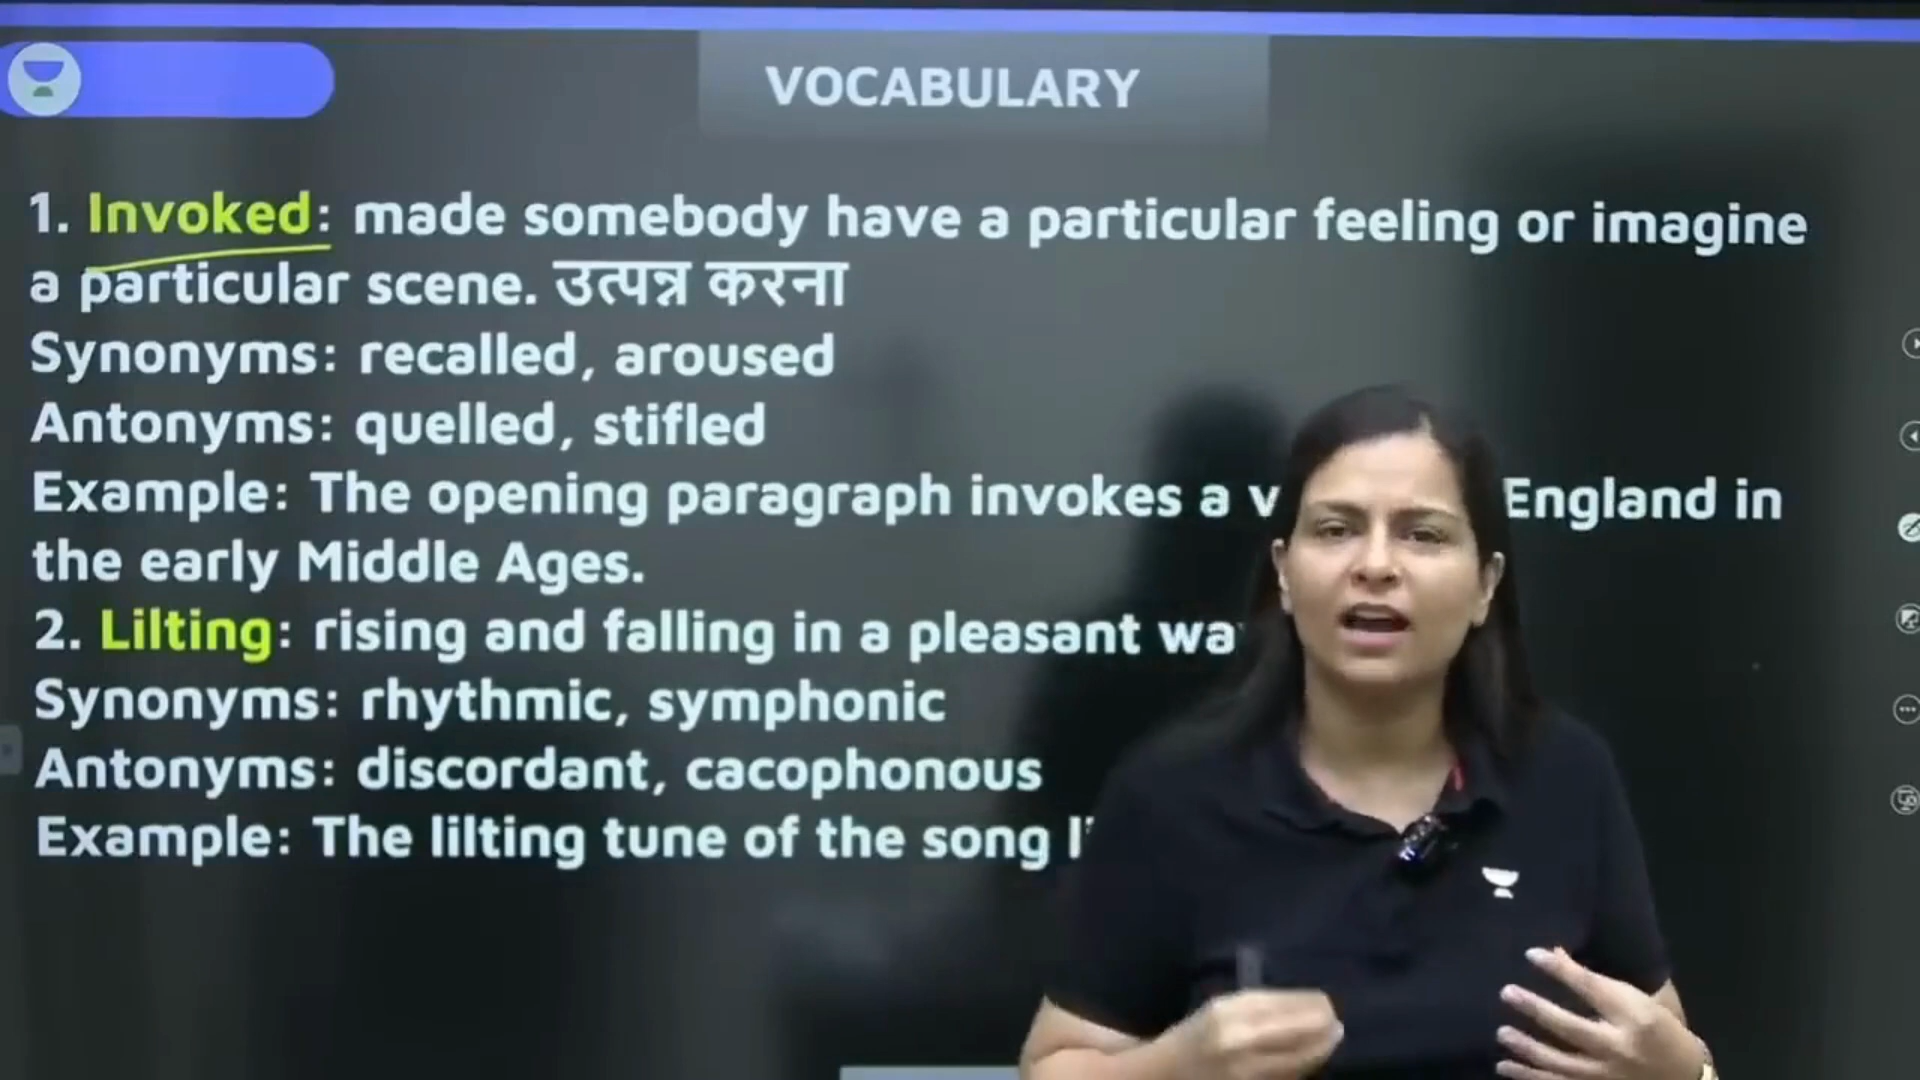 VOCABULARY
1. Invoked: made somebody have a particular feeling or imagine
a particular scene. उत्पन्न करना
Synonyms: recalled, aroused
Antonyms: quelled, stifled
Example: The opening paragraph invokes a England in
the early Middle Ages.
2. Lilting: rising and falling in a pleasant
Synonyms: rhythmic, symphonic
Antonyms: discordant, cacophonous
Example: The lilting tune of the song